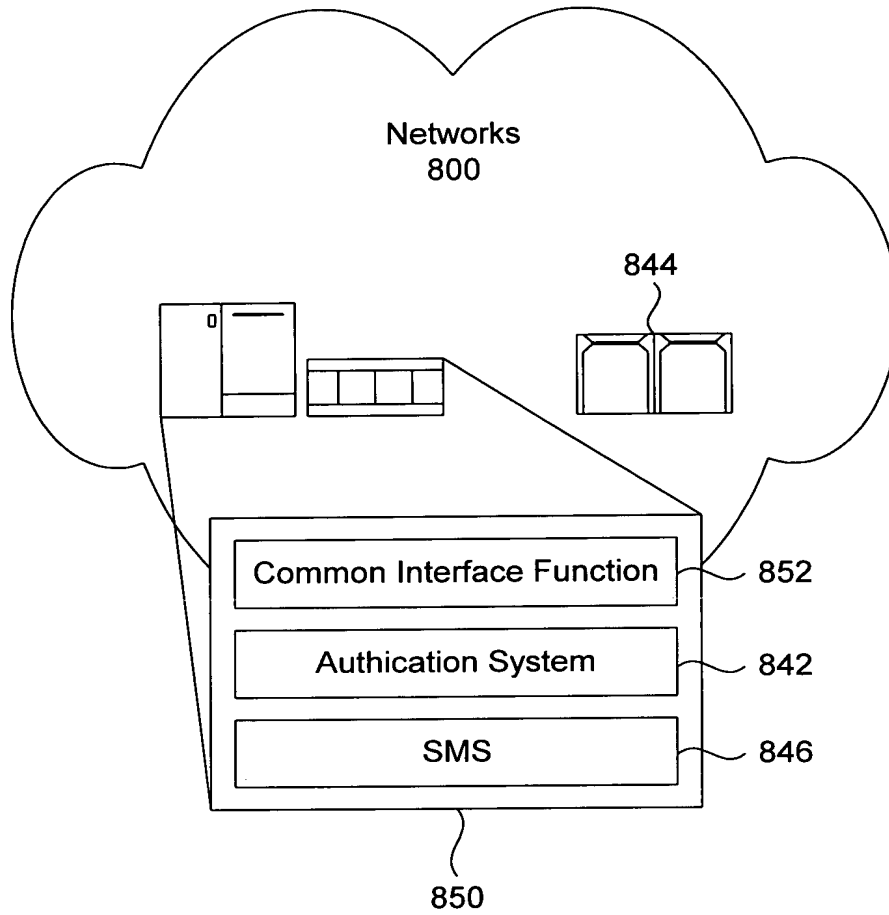 Networks
800
844
Common Interface Function
852
Authication System
842
SMS
846
850